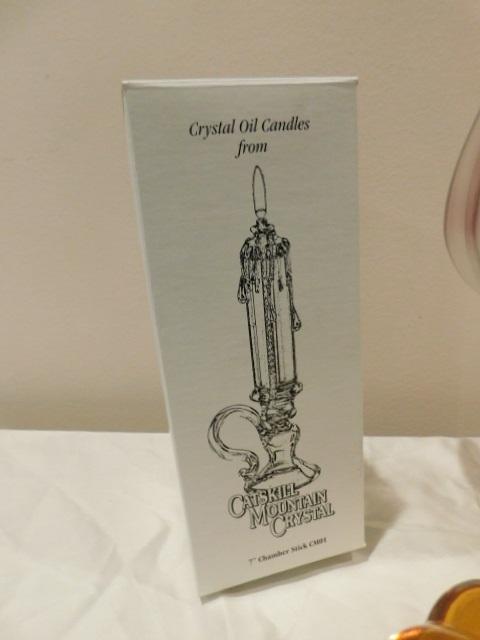 Crystal Oil Candles
from
CATSKILL
MOUNTAIN
CRYSTAL
7" Chamber Stick CM01